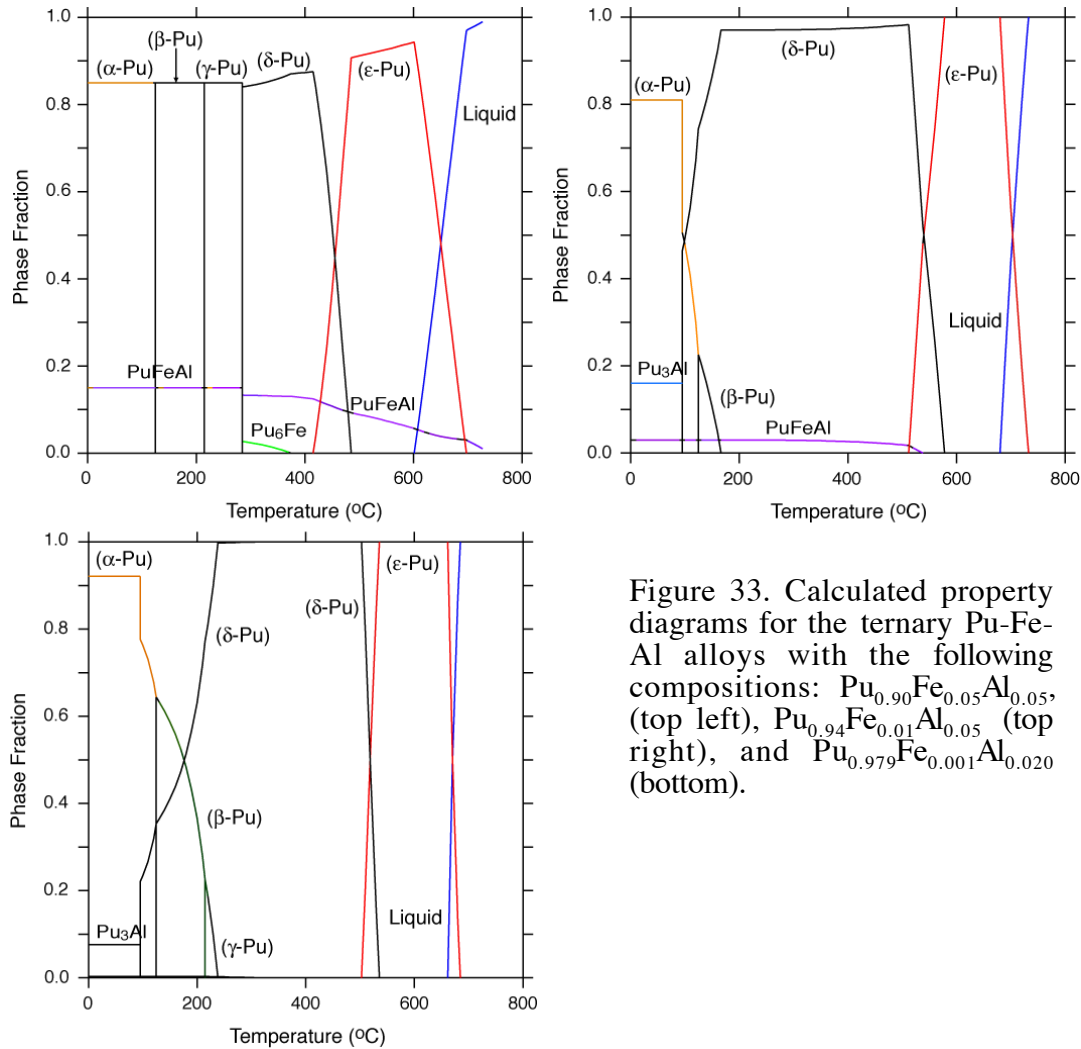 1.0
0.8
0.6
0.4
0.2
0.0
Phase Fraction
(α-Pu)
(β-Pu)
(γ-Pu)
(δ-Pu)
(ε-Pu)
Liquid
PuFeAl
Pu6Fe
PuFeAl
0 200 400 600 800
Temperature (oC)
1.0
0.8
0.6
0.4
0.2
0.0
Phase Fraction
(α-Pu)
(δ-Pu)
(ε-Pu)
Liquid
Pu3Al
(β-Pu)
PuFeAl
0 200 400 600 800
Temperature (oC)
1.0
0.8
0.6
0.4
0.2
0.0
Phase Fraction
(α-Pu)
(δ-Pu)
(δ-Pu)
(ε-Pu)
(β-Pu)
Liquid
Pu3Al
(γ-Pu)
0 200 400 600 800
Temperature (oC)
Figure 33. Calculated property
diagrams for the ternary Pu-Fe-
Al alloys with the following
compositions: Pu0.90Fe0.05Al0.05,
(top left), Pu0.94Fe0.01Al0.05 (top
right), and Pu0.979Fe0.001Al0.020
(bottom).